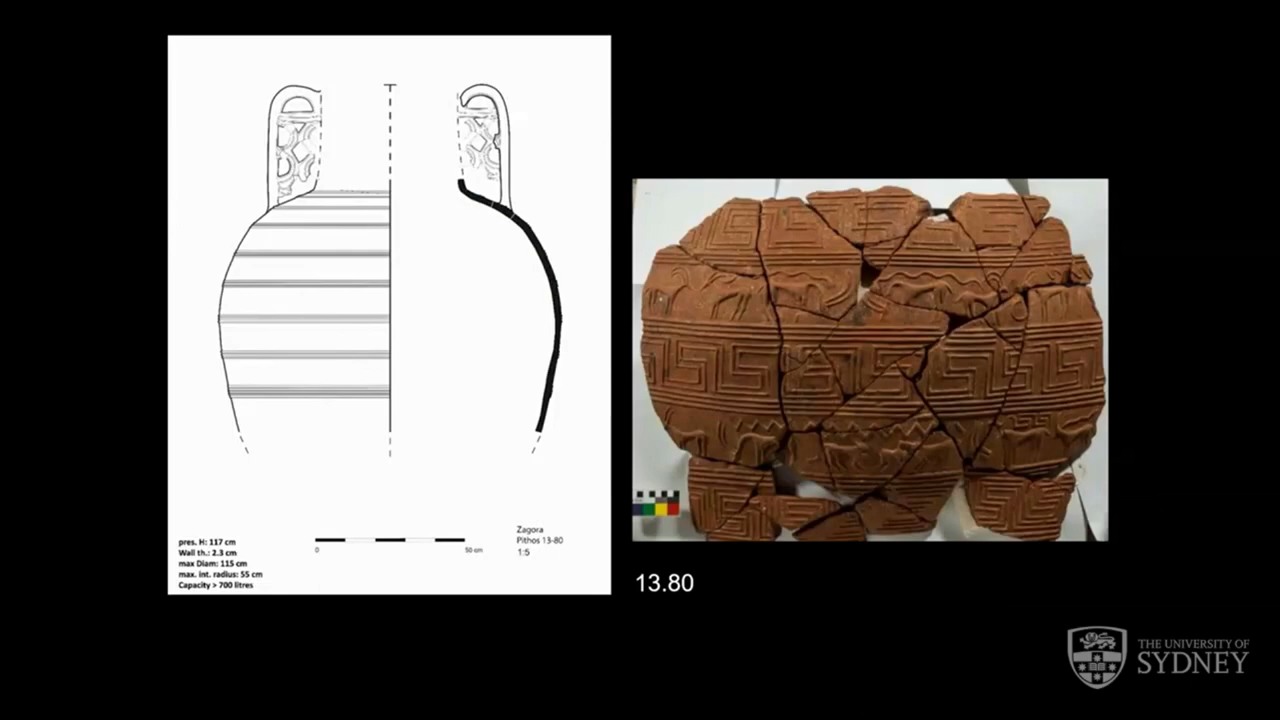 pres. H: 117 cm
Wall th.: 2.3 cm
max Diam: 115 cm
max. int. radius: 55 cm
Capacity > 700 litres
0
50 cm
Zagora
Pithos 13-80
1:5
13.80
THE UNIVERSITY OF
SYDNEY